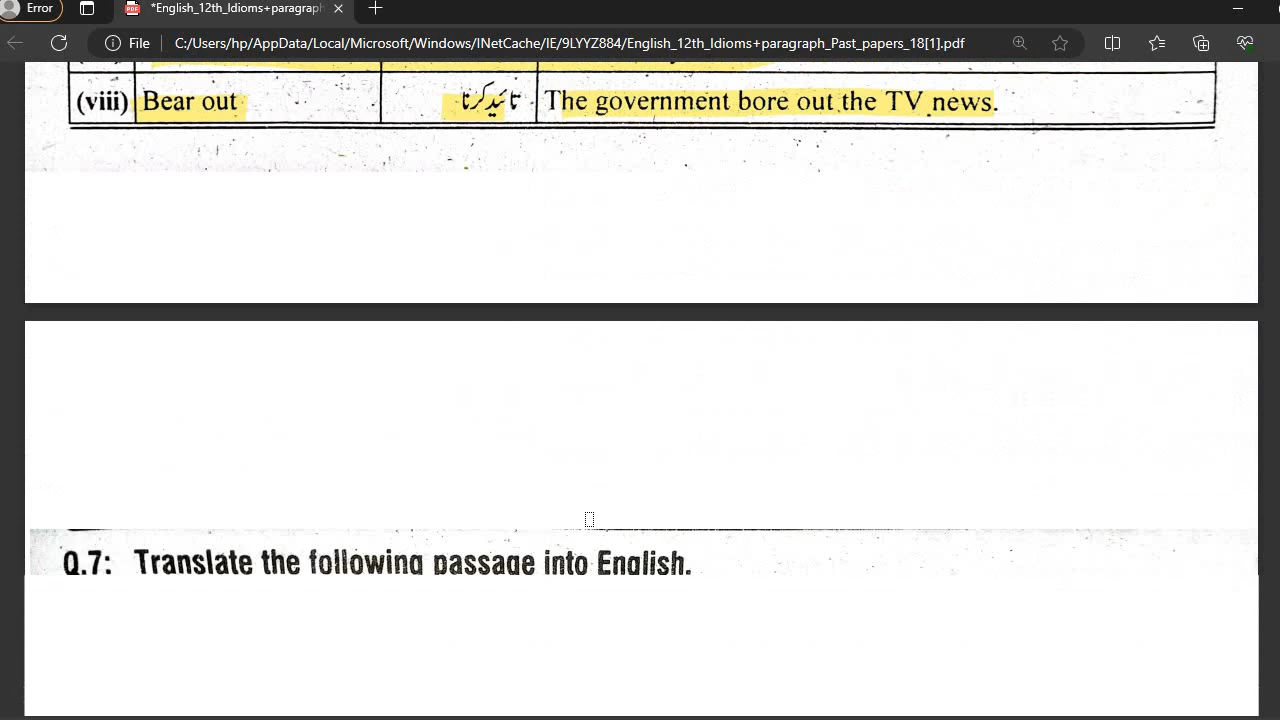 Error
*English_12th_Idioms+paragraph
File
C:/Users/hp/AppData/Local/Microsoft/Windows/INetCache/IE/9LYYZ884/English_12th_Idioms+paragraph_Past_papers_18[1].pdf
(viii) Bear out تائید کرنا The government bore out the TV news.
Q.7: Translate the following passage into English.